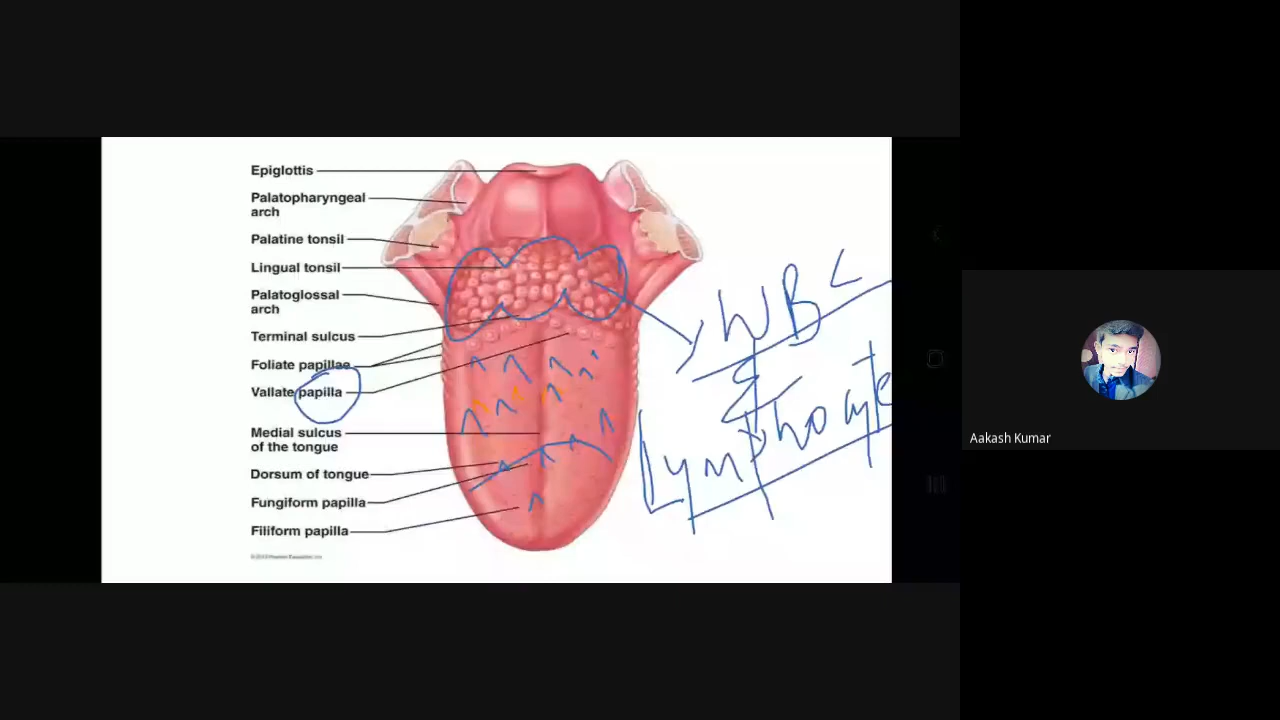 Epiglottis
Palatopharyngeal
arch
Palatine tonsil
Lingual tonsil
Palatoglossal
arch
Terminal sulcus
Foliate papillae
Vallate papilla
Medial sulcus
of the tongue
Dorsum of tongue
Fungiform papilla
Filiform papilla
WBC
Lymphocyte
Aakash Kumar